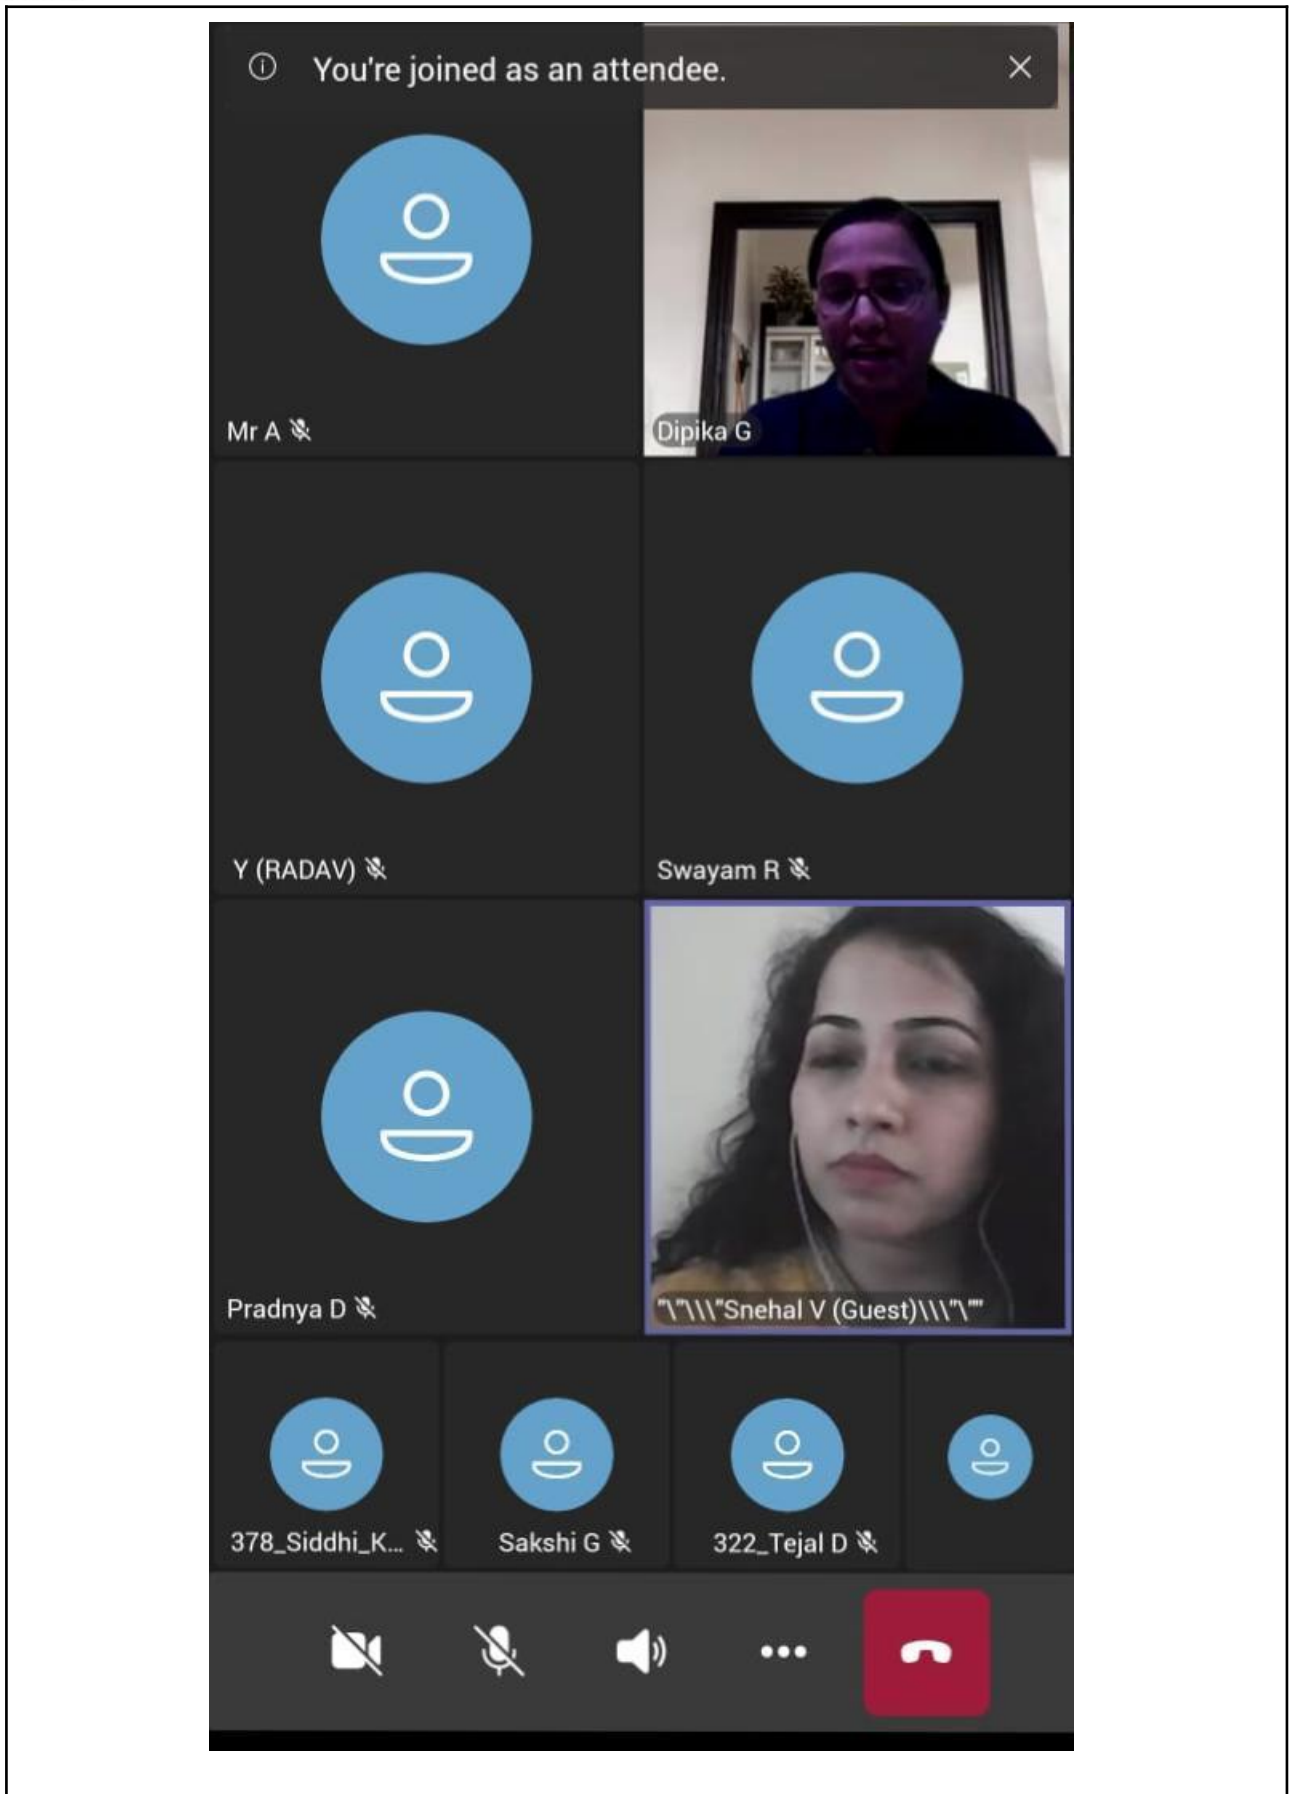 You're joined as an attendee.
Mr A
Dipika G
Y (RADAV)
Swayam R
Pradnya D
"\"\\\"Snehal V (Guest)\\\"\""
378_Siddhi_K...
Sakshi G
322_Tejal D